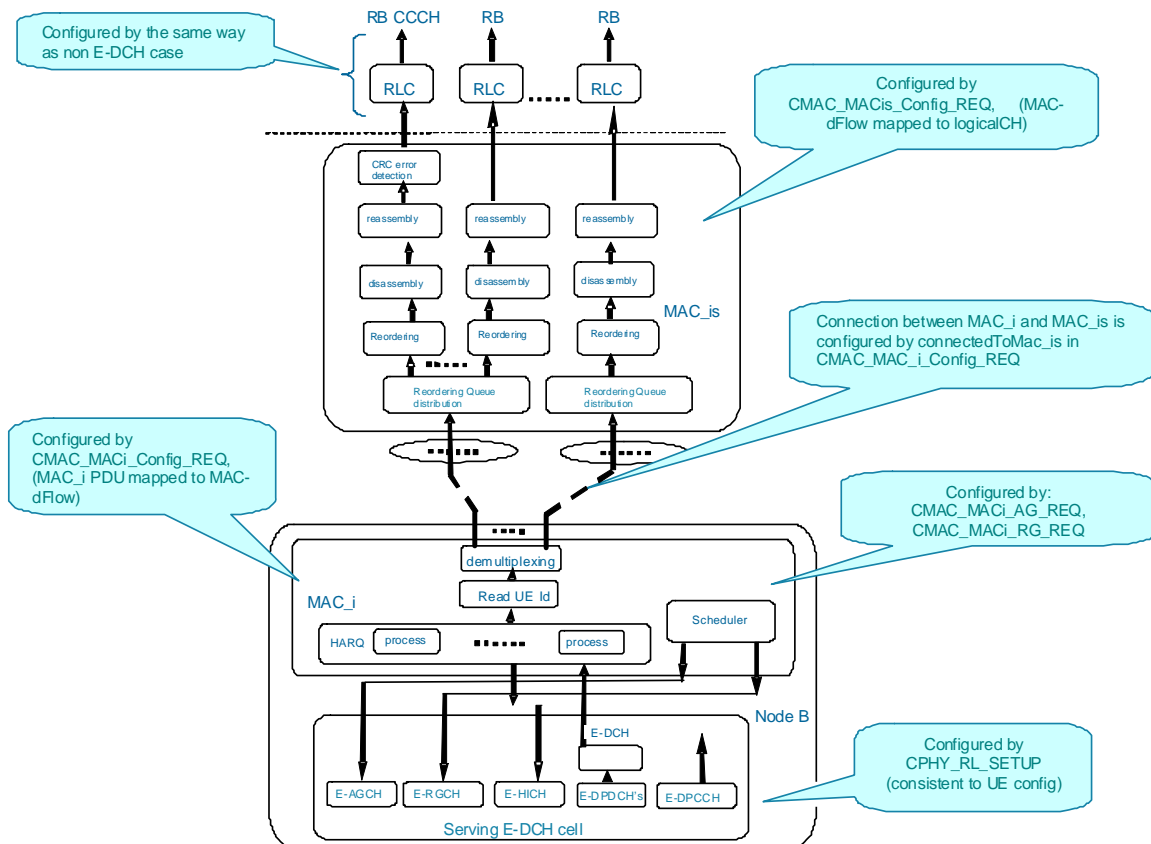 RB CCCH
RB
RB
Configured by the same way
as non E-DCH case
RLC
RLC
RLC
Configured by
CMAC_MACis_Config_REQ, (MAC-
dFlow mapped to logicalCH)
CRC error
detection
reassembly
reassembly
reassembly
disassembly
disassembly
disassembly
MAC_is
Reordering
Reordering
Reordering
Reordering Queue
distribution
Reordering Queue
distribution
Connection between MAC_i and MAC_is is
configured by connectedToMac_is in
CMAC_MAC_i_Config_REQ
Configured by
CMAC_MACi_Config_REQ,
(MAC_i PDU mapped to MAC-
dFlow)
Configured by:
CMAC_MACi_AG_REQ,
CMAC_MACi_RG_REQ
demultiplexing
Read UE Id
MAC_i
Scheduler
HARQ
process
process
Node B
E-DCH
E-AGCH
E-RGCH
E-HICH
E-DPDCH's
E-DPCCH
Serving E-DCH cell
Configured by
CPHY_RL_SETUP
(consistent to UE config)